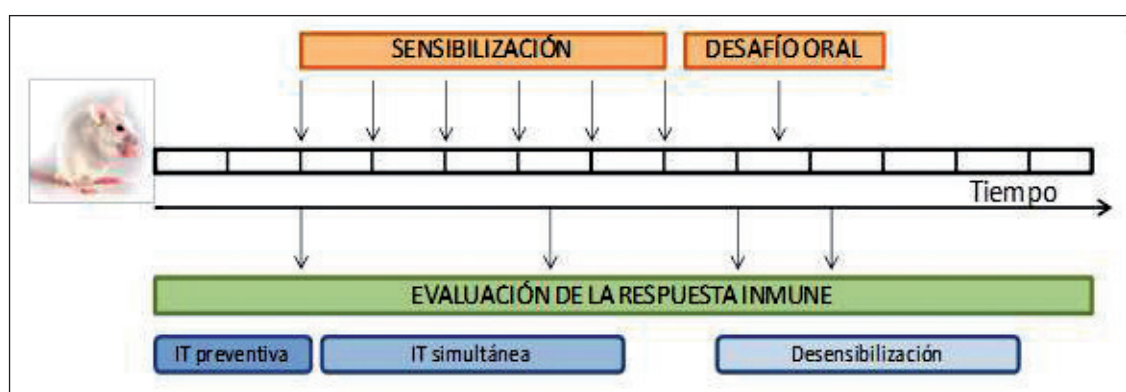 SENSIBILIZACIÓN
DESAFÍO ORAL
Tiempo
EVALUACIÓN DE LA RESPUESTA INMUNE
IT preventiva
IT simultánea
Desensibilización